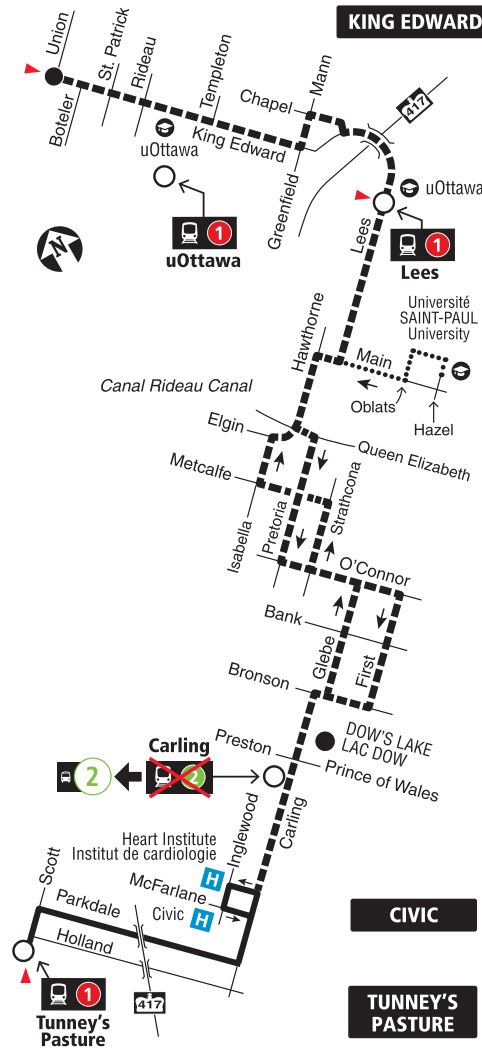 KING EDWARD
Union
St. Patrick
Rideau
Templeton
Mann
Chapel
417
Boteler
King Edward
uOttawa
Greenfield
uOttawa
1
uOttawa
Lees
1
Lees
N
Université
SAINT-PAUL
University
Hawthorne
Main
Oblats
Hazel
Canal Rideau Canal
Elgin
Queen Elizabeth
Metcalfe
Strathcona
Isabella
Pretoria
O'Connor
Bank
Glebe
First
Bronson
DOW'S LAKE
LAC DOW
Carling
Preston
Prince of Wales
2
2
Inglewood
Carling
Heart Institute
Institut de cardiologie
H
McFarlane
Civic
H
Scott
Parkdale
Holland
CIVIC
417
1
Tunney's
Pasture
TUNNEY'S
PASTURE